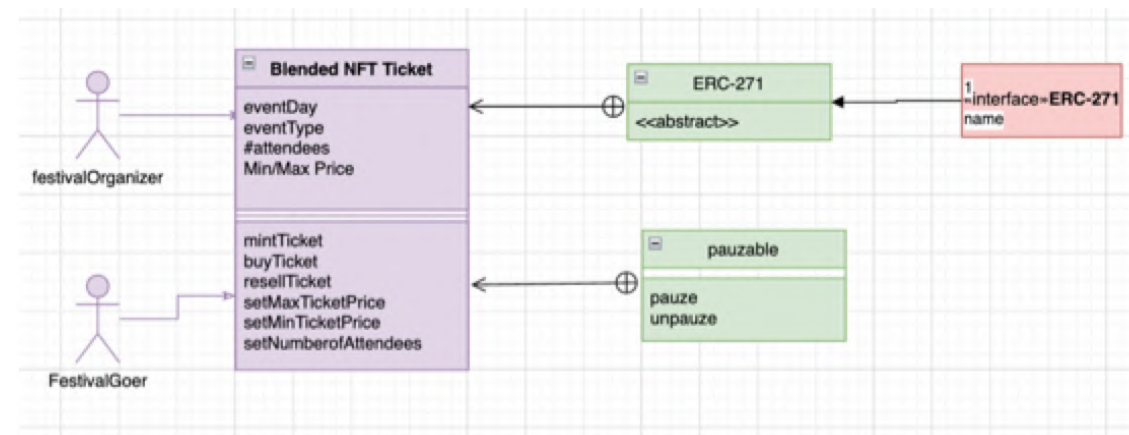 Blended NFT Ticket
eventDay
eventType
#attendees
Min/Max Price
mintTicket
buyTicket
resellTicket
setMaxTicketPrice
setMinTicketPrice
setNumberofAttendees
festivalOrganizer
FestivalGoer
ERC-271
<<abstract>>
1
«interface»ERC-271
name
pauzable
pauze
unpauze